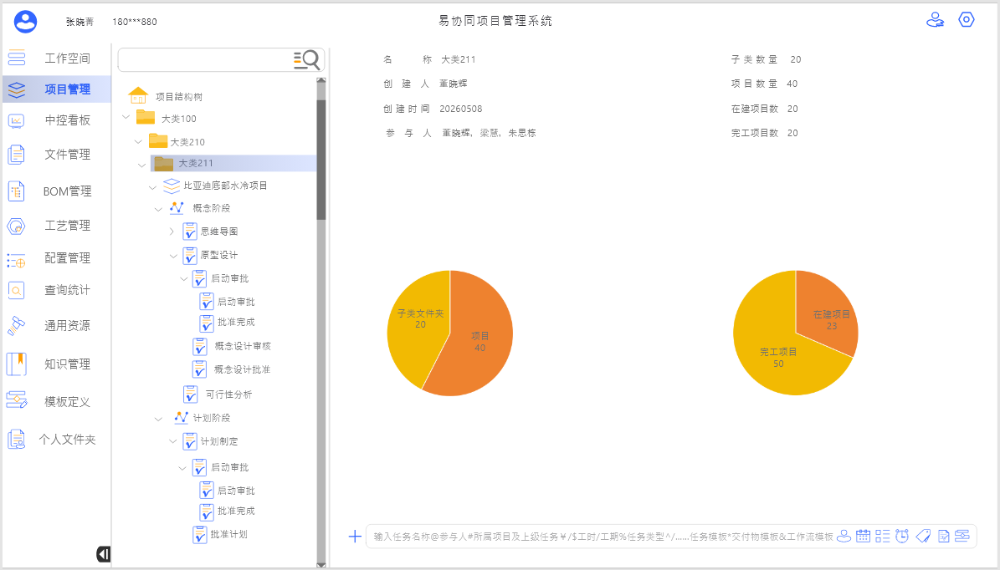 张晓菁 180***880
易协同项目管理系统
工作空间
项目管理
中控看板
文件管理
BOM管理
工艺管理
配置管理
查询统计
通用资源
知识管理
模板定义
个人文件夹
项目结构树
大类100
大类210
大类211
比亚迪底部水冷项目
概念阶段
思维导图
原型设计
启动审批
启动审批
批准完成
概念设计审核
概念设计批准
可行性分析
计划阶段
计划制定
启动审批
启动审批
批准完成
批准计划
名 称 大类211
创 建 人 董晓辉
创建时间 20260508
参 与 人 董晓辉, 梁慧, 朱思栋
子类数量 20
项目数量 40
在建项目数 20
完工项目数 20
子类文件夹
20
项目
40
在建项目
23
完工项目
50
输入任务名称@参与人#所属项目及上级任务￥/$工时/工期%任务类型^/……任务模板*交付物模板&工作流模板